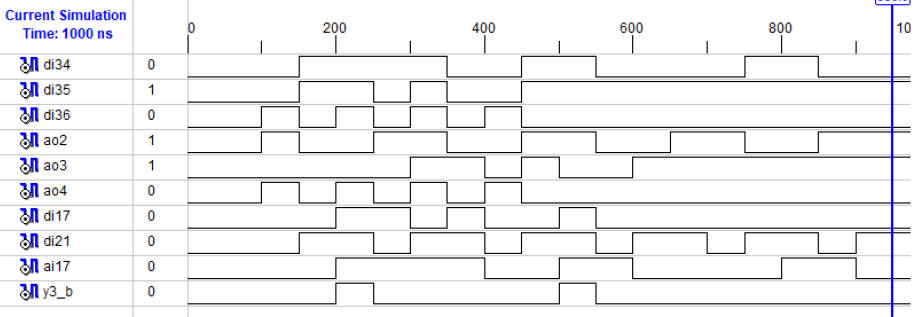 Current Simulation
Time: 1000 ns
0 200 400 600 800 10
di34 0
di35 1
di36 0
ao2 1
ao3 1
ao4 0
di17 0
di21 0
ai17 0
y3_b 0